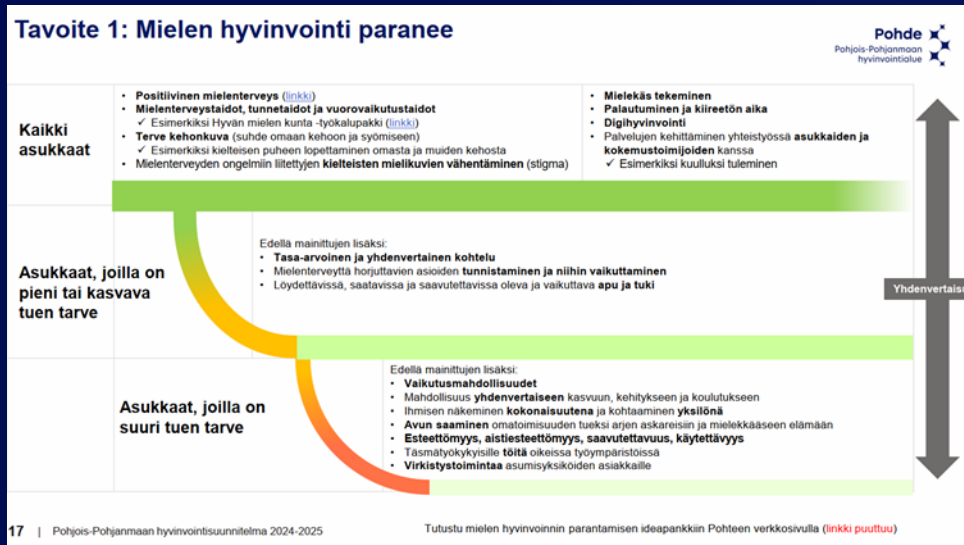 Tavoite 1: Mielen hyvinvointi paranee
Pohde
Pohjois-Pohjanmaan
hyvinvointialue
Kaikki
asukkaat
• Positiivinen mielenterveys (linkki)
• Mielenterveystaidot, tunnetaidot ja vuorovaikutustaidot
✓ Esimerkiksi Hyvän mielen kunta -työkalupakki (linkki)
• Terve kehonkuva (suhde omaan kehoon ja syömiseen)
✓ Esimerkiksi kielteisen puheen lopettaminen omasta ja muiden kehosta
• Mielenterveyden ongelmiin liitettyjen kielteisten mielikuvien vähentäminen (stigma)
• Mielekäs tekeminen
• Palautuminen ja kiireetön aika
• Digihyvinvointi
• Palvelujen kehittäminen yhteistyössä asukkaiden ja
kokemustoimijoiden kanssa
✓ Esimerkiksi kuulluksi tuleminen
Asukkaat, joilla on
pieni tai kasvava
tuen tarve
Edellä mainittujen lisäksi:
• Tasa-arvoinen ja yhdenvertainen kohtelu
• Mielenterveyttä horjuttavien asioiden tunnistaminen ja niihin vaikuttaminen
• Löydettävissä, saatavissa ja saavutettavissa oleva ja vaikuttava apu ja tuki
Yhdenvertaisu
Asukkaat, joilla on
suuri tuen tarve
Edellä mainittujen lisäksi:
• Vaikutusmahdollisuudet
• Mahdollisuus yhdenvertaiseen kasvuun, kehitykseen ja koulutukseen
• Ihmisen näkeminen kokonaisuutena ja kohtaaminen yksilönä
• Avun saaminen omatoimisuuden tueksi arjen askareisiin ja mielekkääseen elämään
• Esteettömyys, aistiesteettömyys, saavutettavuus, käytettävyys
• Täsmätyökykyisille töitä oikeissa työympäristöissä
• Virkistystoimintaa asumisyksiköiden asiakkaille
17 | Pohjois-Pohjanmaan hyvinvointisuunnitelma 2024-2025
Tutustu mielen hyvinvoinnin parantamisen ideapankkiin Pohteen verkkosivulla (linkki puuttuu)